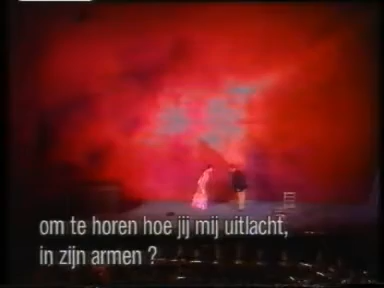 om te horen hoe jij mij uitlacht,
in zijn armen ?